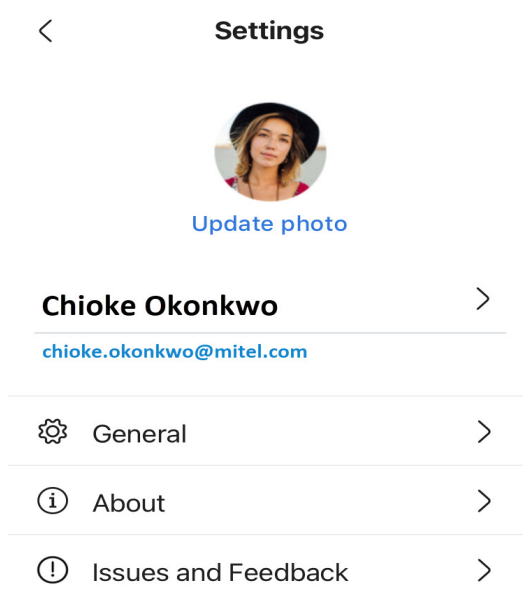 Settings
Update photo
Chioke Okonkwo
chioke.okonkwo@mitel.com
General
About
Issues and Feedback